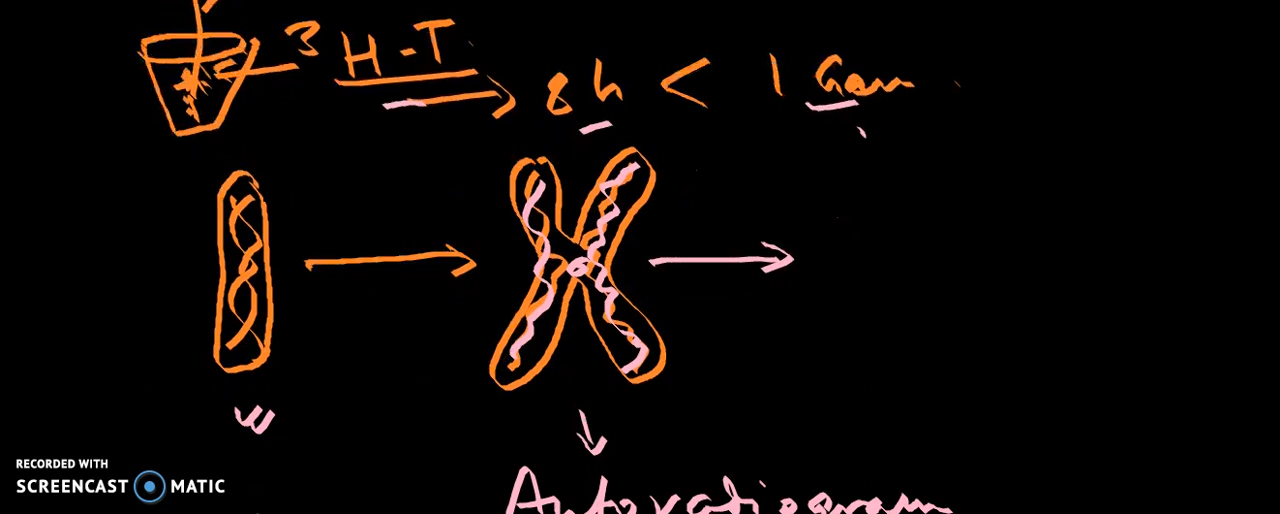 ³H-T
8h < 1 Gen
Autoradiogram
RECORDED WITH
SCREENCAST MATIC